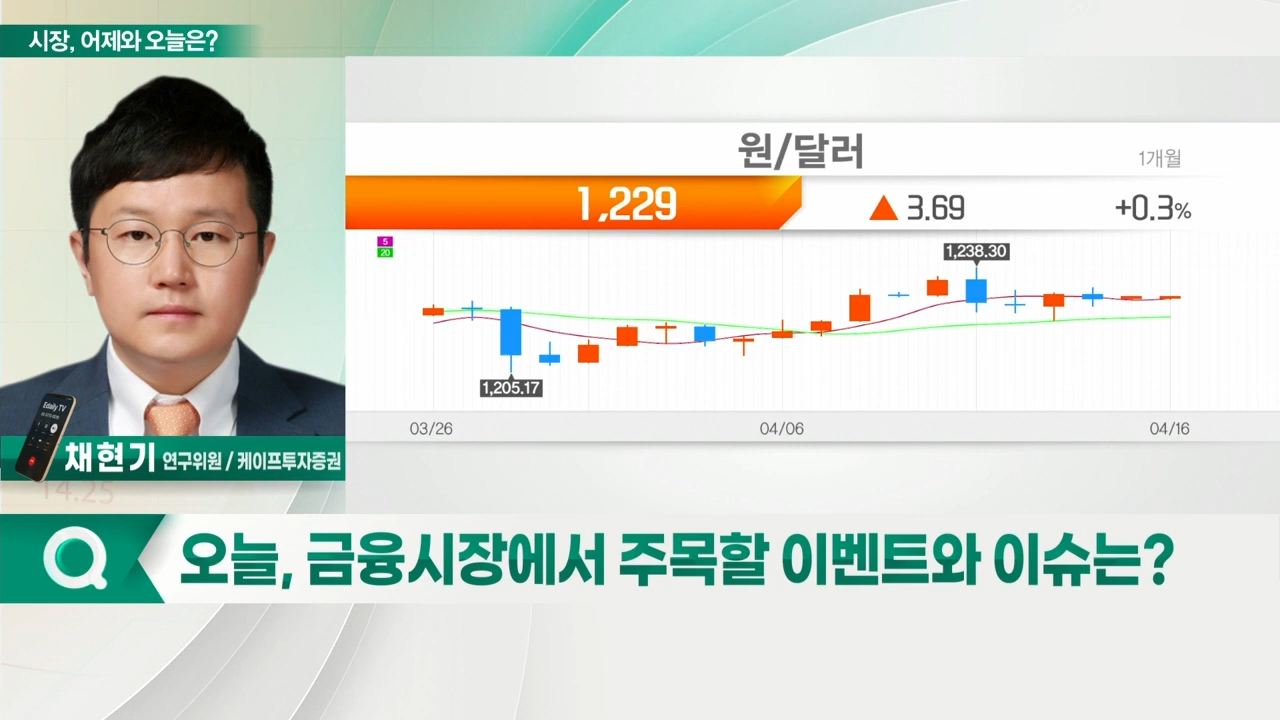 시장, 어제와 오늘은?
원/달러
1개월
1,229
▲ 3.69
+0.3%
5
20
1,238.30
1,205.17
03/26
04/06
04/16
Edaily TV
채현기 연구위원 / 케이프투자증권
14.25
오늘, 금융시장에서 주목할 이벤트와 이슈는?